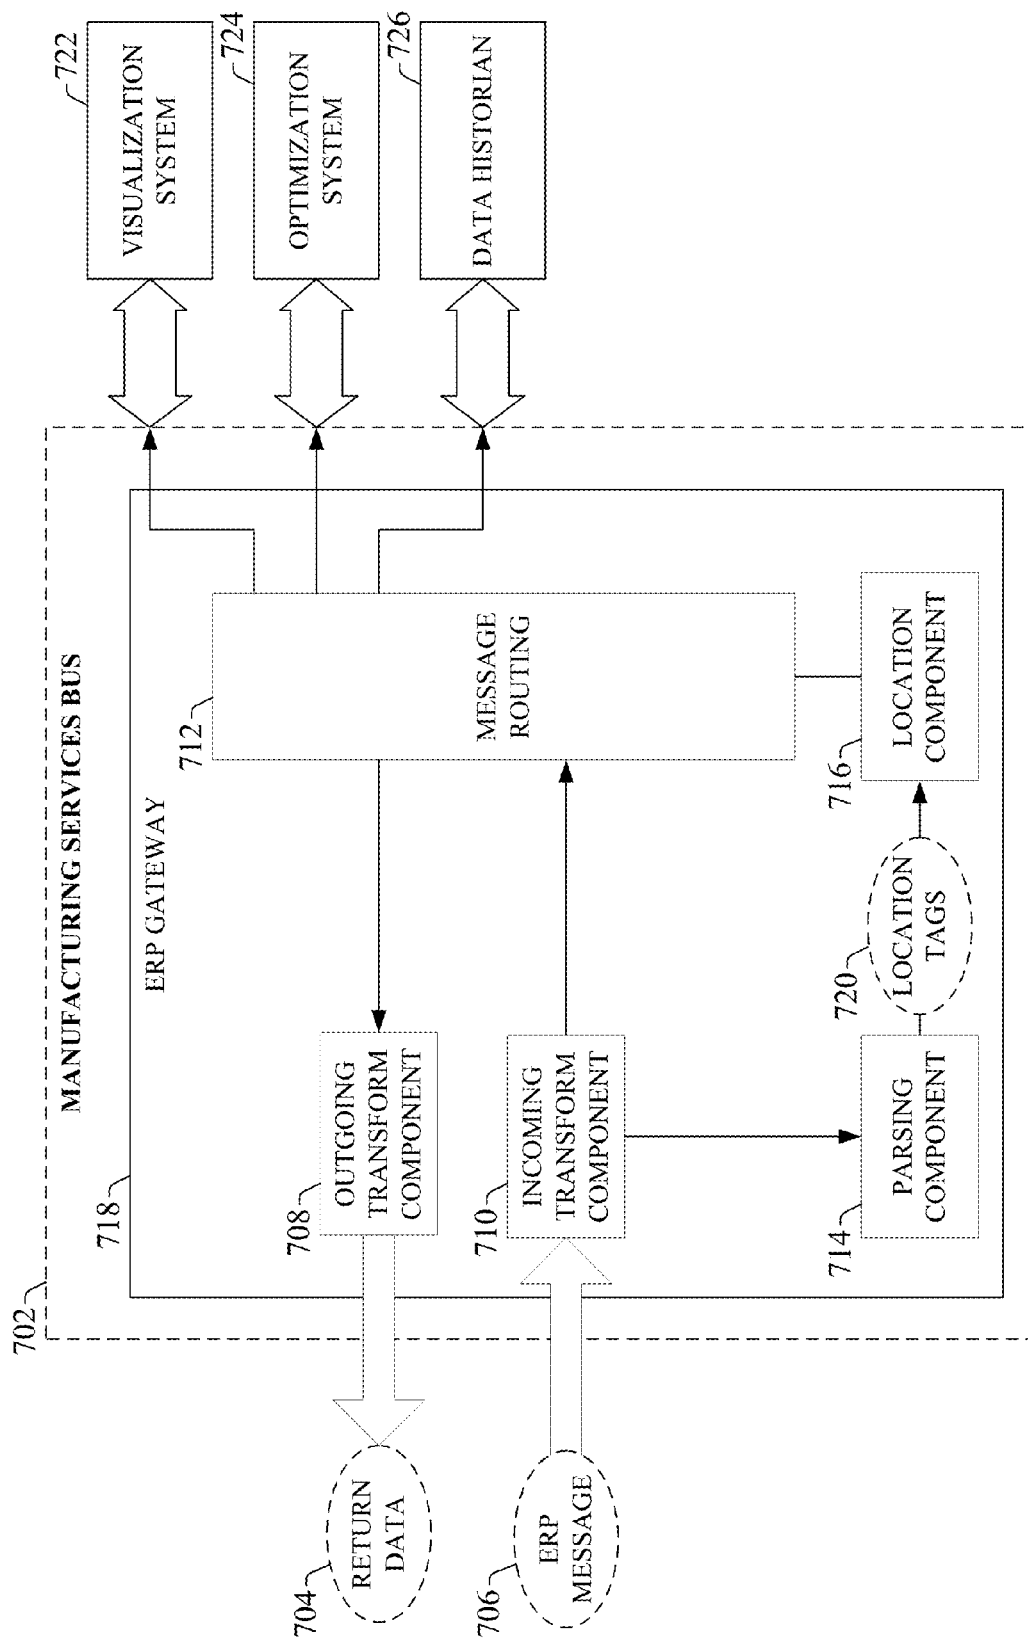 702
MANUFACTURING SERVICES BUS
718
ERP GATEWAY
704
RETURN
DATA
708
OUTGOING
TRANSFORM
COMPONENT
712
MESSAGE
ROUTING
722
VISUALIZATION
SYSTEM
724
OPTIMIZATION
SYSTEM
726
DATA HISTORIAN
706
ERP
MESSAGE
710
INCOMING
TRANSFORM
COMPONENT
714
PARSING
COMPONENT
720
LOCATION
TAGS
716
LOCATION
COMPONENT